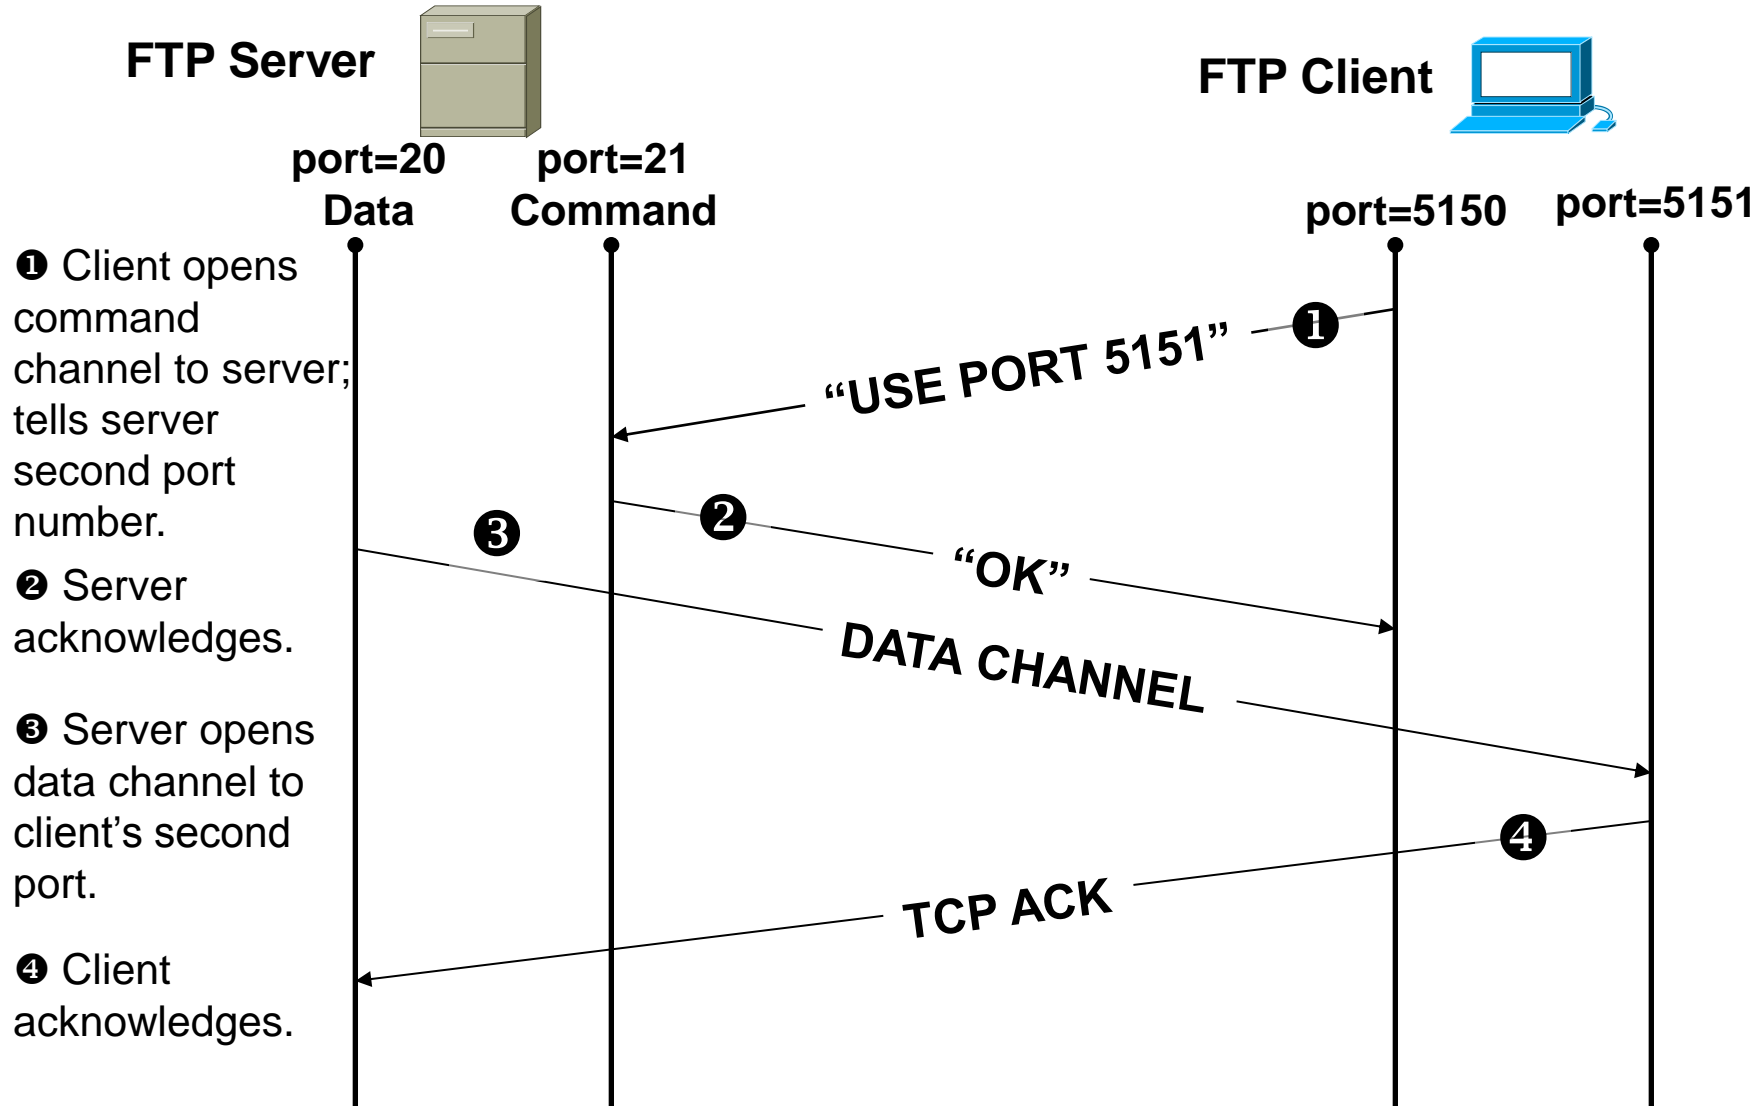 FTP Server
FTP Client
port=20
Data
port=21
Command
port=5150
port=5151
❶ Client opens
command
channel to server;
tells server
second port
number.
❷ Server
acknowledges.
❸ Server opens
data channel to
client’s second
port.
❹ Client
acknowledges.
❶
“USE PORT 5151”
❷
“OK”
❸
DATA CHANNEL
❹
TCP ACK